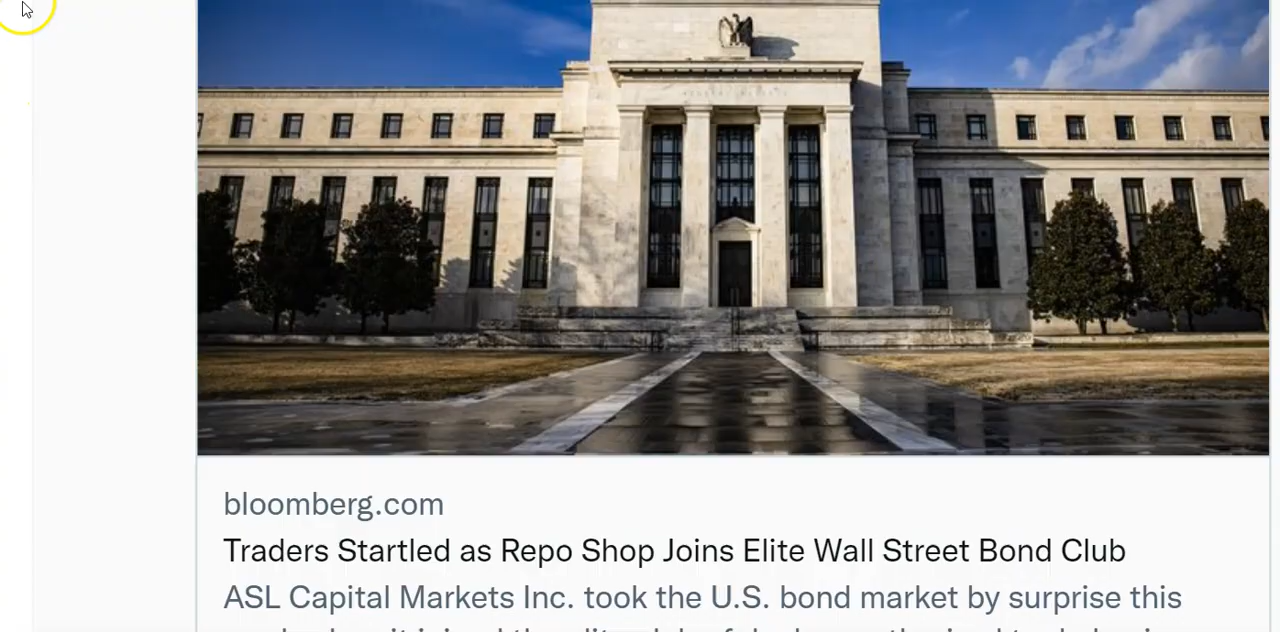 bloomberg.com
Traders Startled as Repo Shop Joins Elite Wall Street Bond Club
ASL Capital Markets Inc. took the U.S. bond market by surprise this